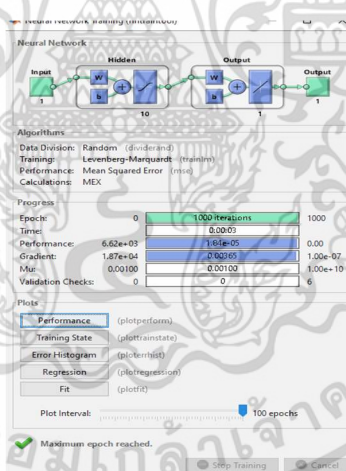 Neural Network Training (nntraintool)
Neural Network
Hidden
Output
Input
W
b
+
W
b
+
Output
1
10
1
1
Algorithms
Data Division: Random (dividerand)
Training: Levenberg-Marquardt (trainlm)
Performance: Mean Squared Error (mse)
Calculations: MEX
Progress
Epoch: 0 1000 iterations 1000
Time: 0:00:03
Performance: 6.62e+03 1.84e-05 0.00
Gradient: 1.87e+04 0.00365 1.00e-07
Mu: 0.00100 0.00100 1.00e+10
Validation Checks: 0 0 6
Plots
Performance (plotperform)
Training State (plottrainstate)
Error Histogram (ploterrhist)
Regression (plotregression)
Fit (plotfit)
Plot Interval: 100 epochs
Maximum epoch reached.
Stop Training Cancel